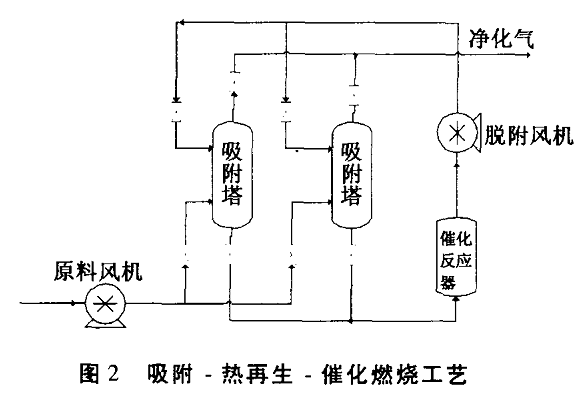 净化气
脱附风机
吸附塔
吸附塔
催化
反应
器
原料风机
图2 吸附-热再生-催化燃烧工艺